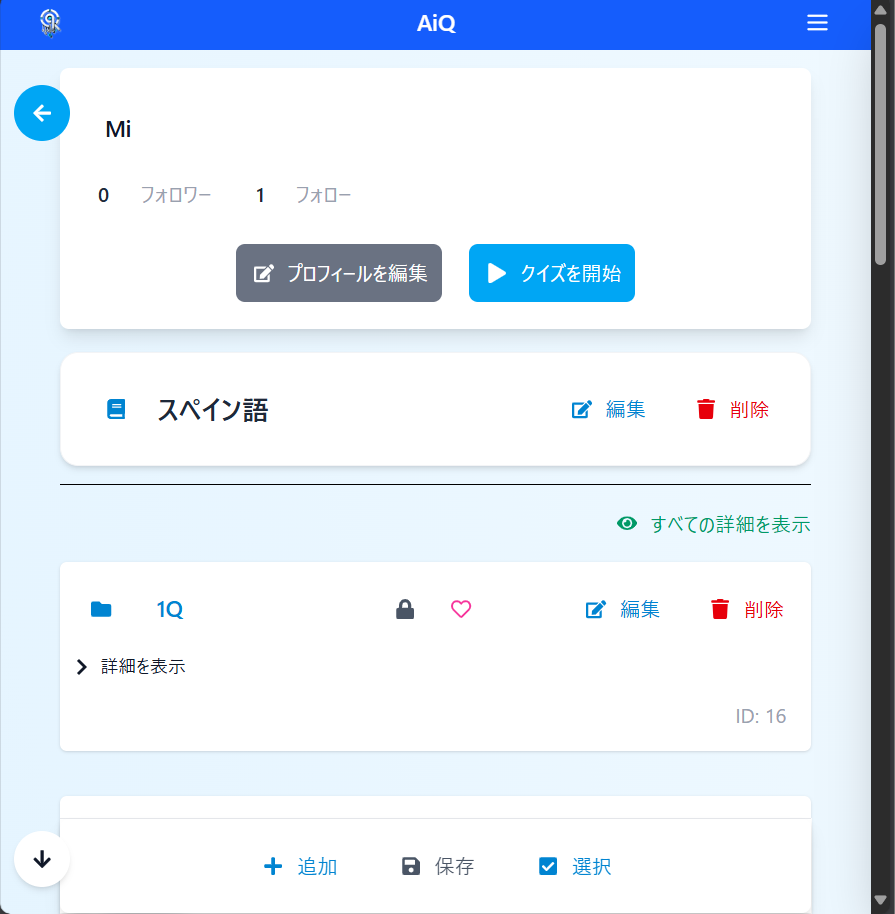 AiQ
Mi
0 フォロワー 1 フォロー
プロフィールを編集 クイズを開始
スペイン語 編集 削除
すべての詳細を表示
1Q 編集 削除
詳細を表示
ID: 16
追加 保存 選択